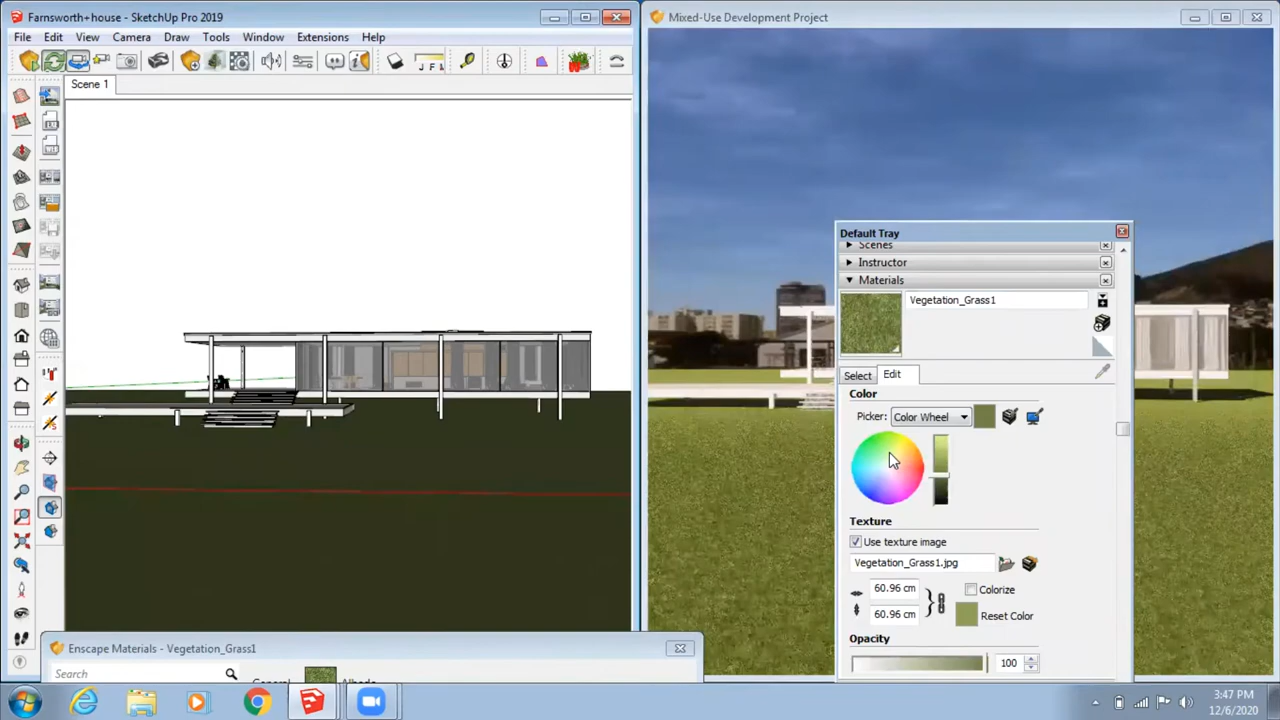 Farnsworth+house - SketchUp Pro 2019
Mixed-Use Development Project
File Edit View Camera Draw Tools Window Extensions Help
J F
Scene 1
Default Tray
Scenes
Instructor
Materials
Vegetation_Grass1
Select Edit
Color
Picker: Color Wheel
Texture
Use texture image
Vegetation_Grass1.jpg
60.96 cm
Colorize
60.96 cm
Reset Color
Opacity
100
Enscape Materials - Vegetation_Grass1
Search
General
Albedo
3:47 PM
12/6/2020